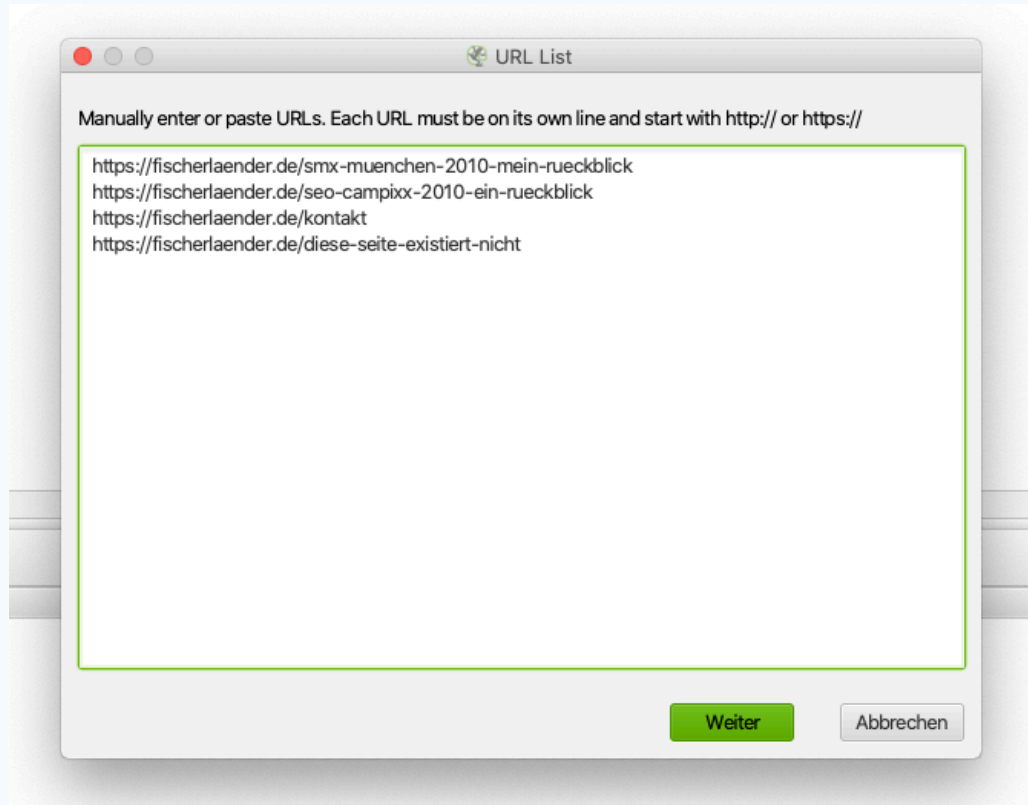 URL List
Manually enter or paste URLs. Each URL must be on its own line and start with http:// or https://
https://fischerlaender.de/smx-muenchen-2010-mein-rueckblick
https://fischerlaender.de/seo-campixx-2010-ein-rueckblick
https://fischerlaender.de/kontakt
https://fischerlaender.de/diese-seite-existiert-nicht
Weiter Abbrechen